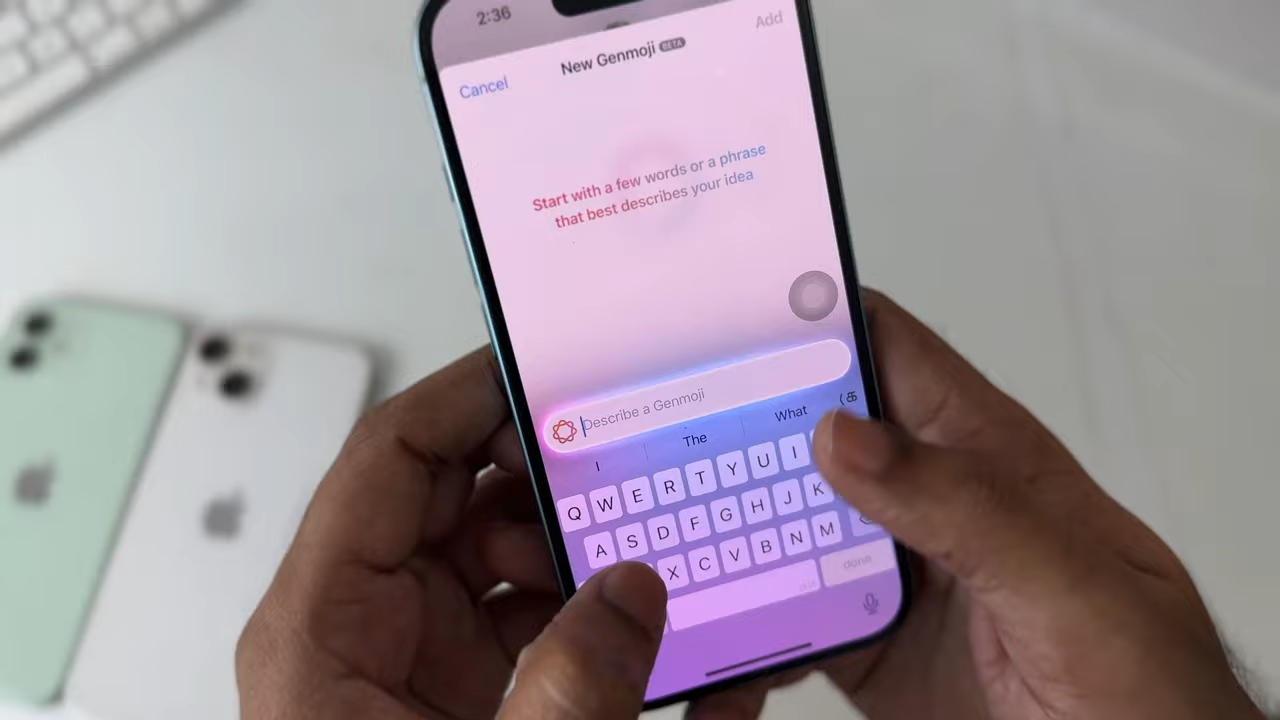 2:36
Cancel
New Genmoji BETA
Add
Start with a few words or a phrase
that best describes your idea
Describe a Genmoji
I
The
What
Q W E R T Y U I
A S D F G H J K
X C V B N M
done